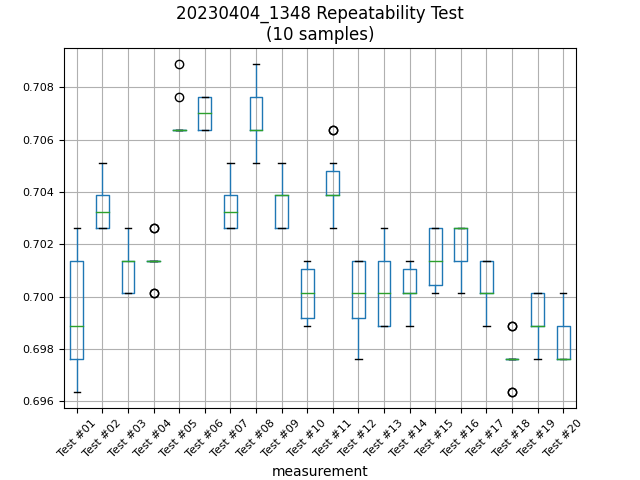 20230404_1348 Repeatability Test
(10 samples)
0.708
0.706
0.704
0.702
0.700
0.698
0.696
Test #01
Test #02
Test #03
Test #04
Test #05
Test #06
Test #07
Test #08
Test #09
Test #10
Test #11
Test #12
Test #13
Test #14
Test #15
Test #16
Test #17
Test #18
Test #19
Test #20
measurement